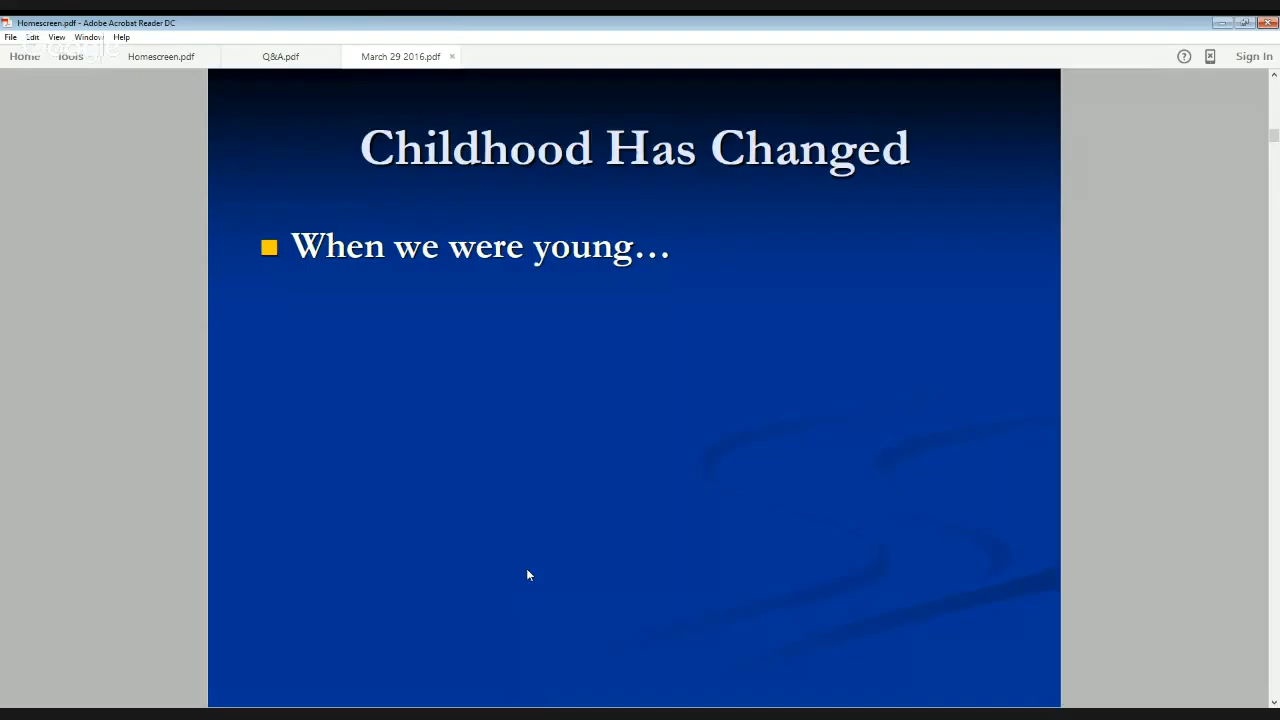 Homescreen.pdf - Adobe Acrobat Reader DC
File Edit View Window Help
Google
Home Tools Homescreen.pdf Q&A.pdf March 29 2016.pdf × Sign In
Childhood Has Changed
When we were young…